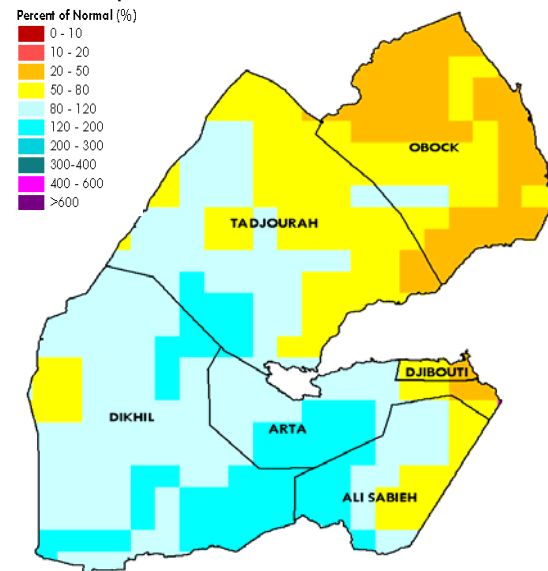 Percent of Normal (%)
0 - 10
10 - 20
20 - 50
50 - 80
80 - 120
120 - 200
200 - 300
300-400
400 - 600
>600
OBOCK
TADJOURAH
DJIBOUTI
DIKHIL
ARTA
ALI SABIEH